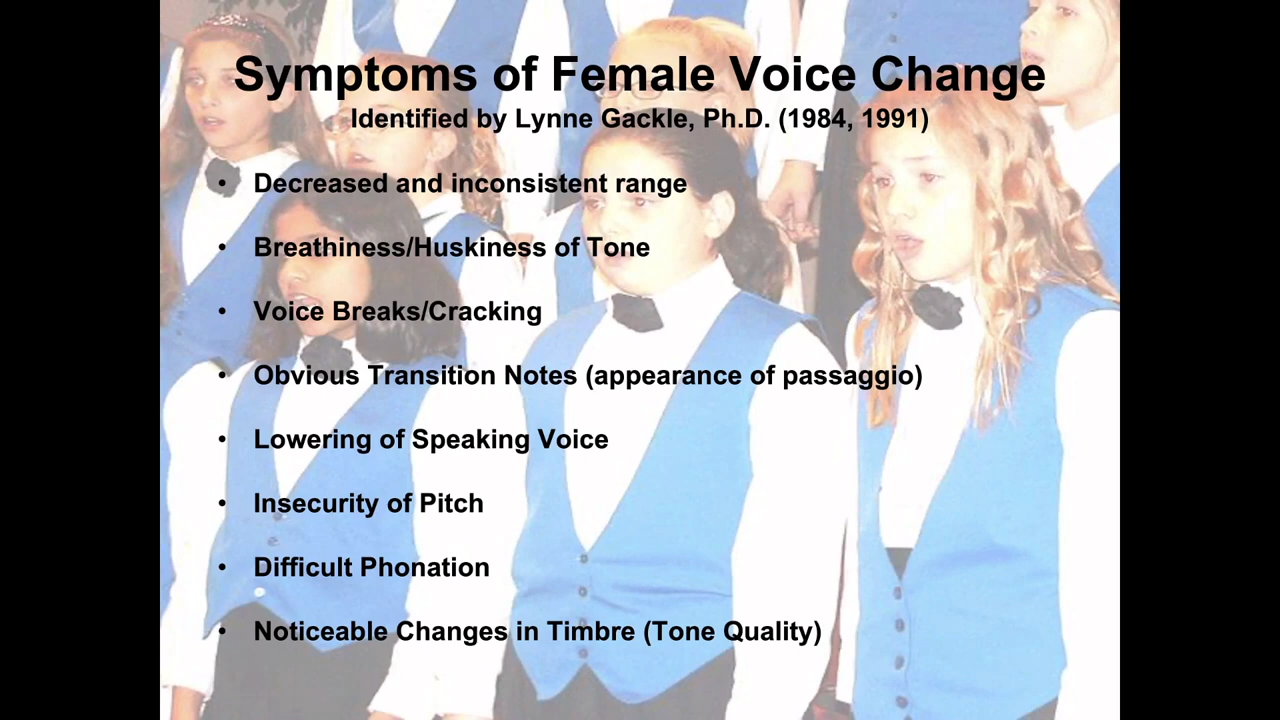 Symptoms of Female Voice Change
Identified by Lynne Gackle, Ph.D. (1984, 1991)
• Decreased and inconsistent range
• Breathiness/Huskiness of Tone
• Voice Breaks/Cracking
• Obvious Transition Notes (appearance of passaggio)
• Lowering of Speaking Voice
• Insecurity of Pitch
• Difficult Phonation
• Noticeable Changes in Timbre (Tone Quality)